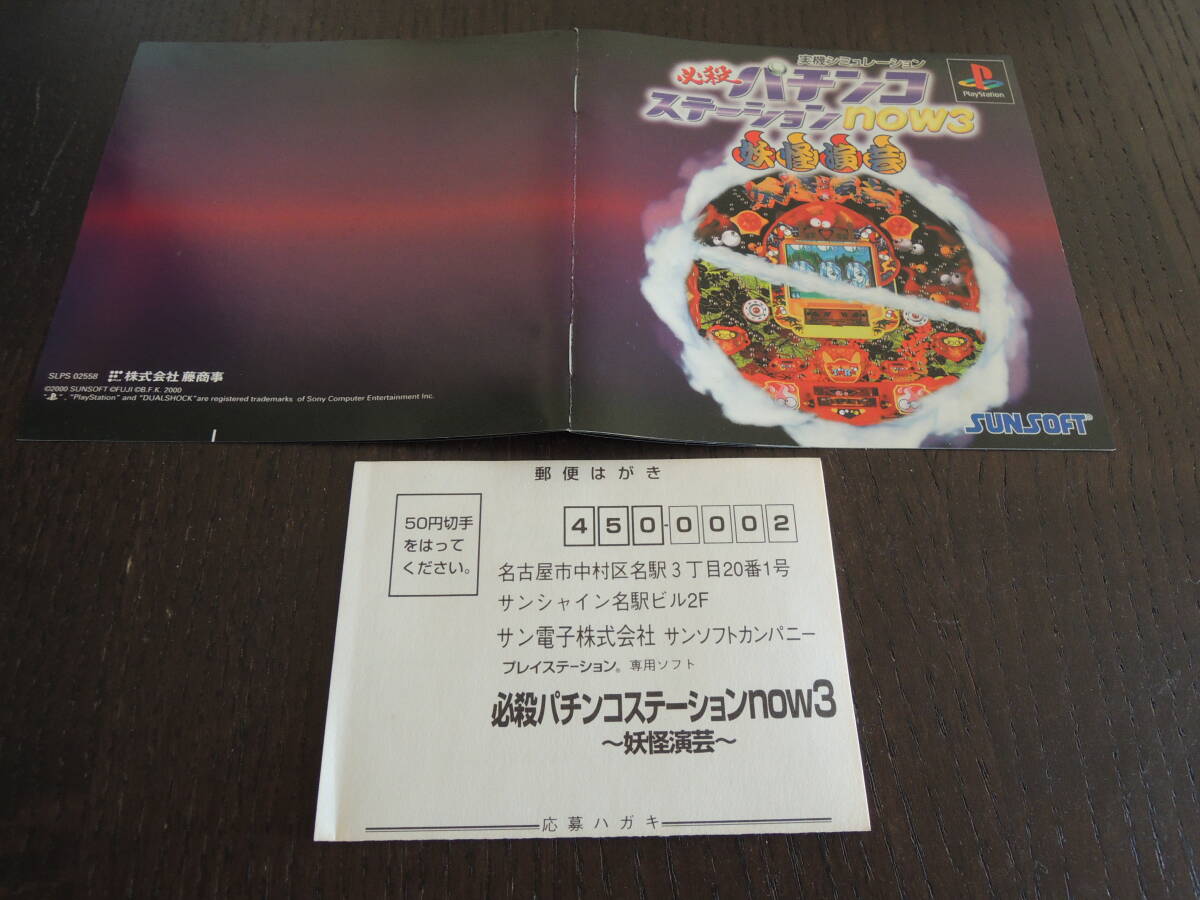 実機シミュレーション
必殺パチンコ
ステーションnow3
妖怪演芸
PlayStation
SUNSOFT®
SLPS 02558 株式会社 藤商事
©2000 SUNSOFT ©FUJI ©B.F.K. 2000
" ", "PlayStation" and "DUALSHOCK" are registered trademarks of Sony Computer Entertainment Inc.
郵便はがき
50円切手
をはって
ください。
450-0002
名古屋市中村区名駅3丁目20番1号
サンシャイン名駅ビル2F
サン電子株式会社 サンソフトカンパニー
プレイステーション® 専用ソフト
必殺パチンコステーションnow3
～妖怪演芸～
応募ハガキ